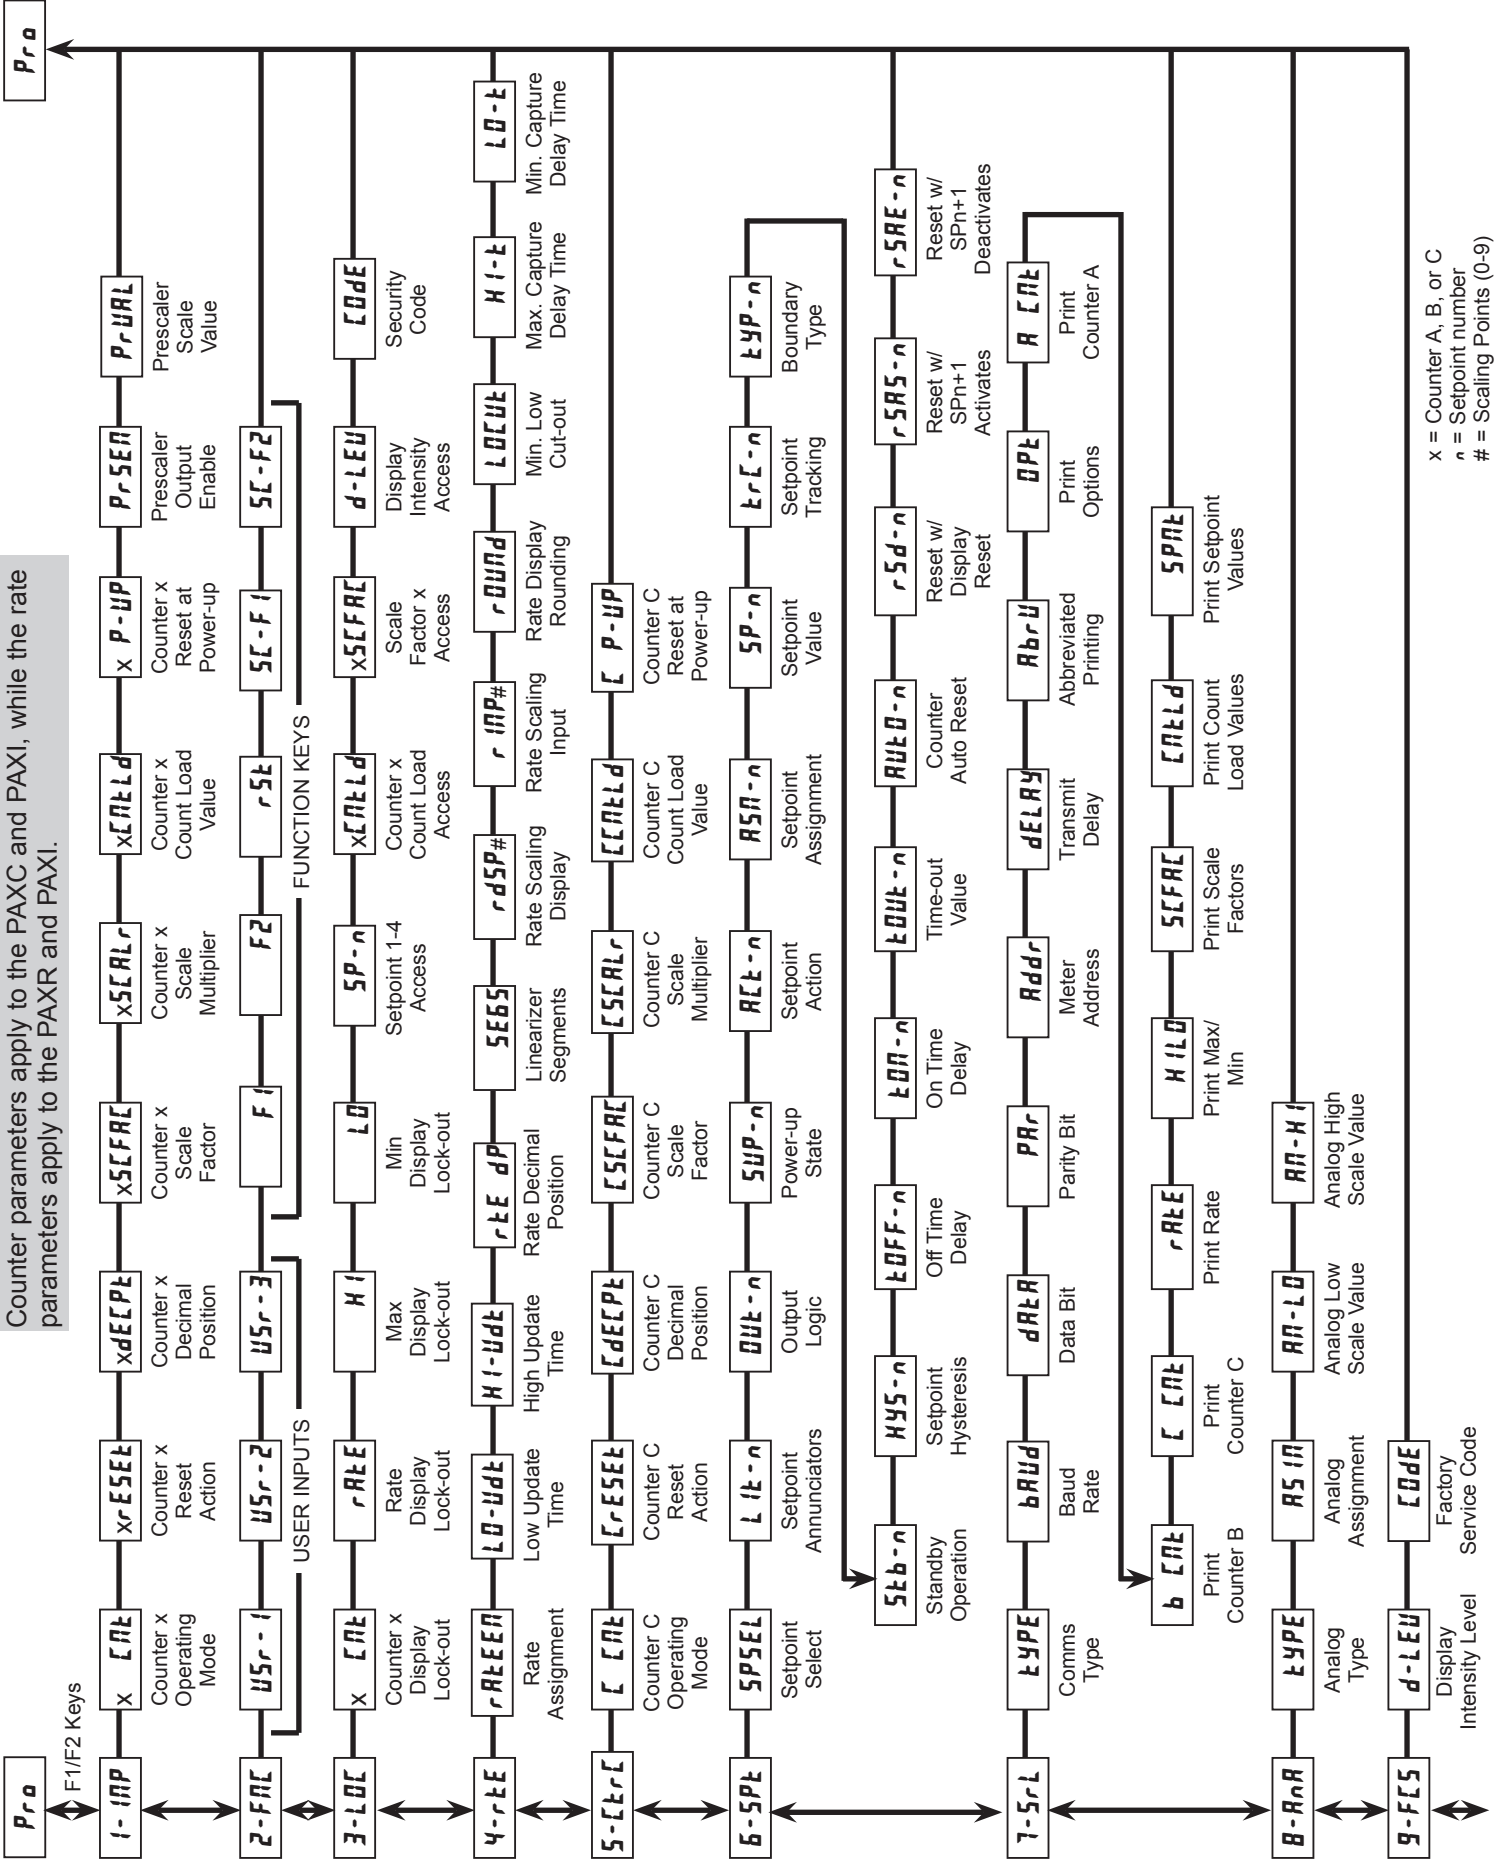 Counter parameters apply to the PAXC and PAXI, while the rate
parameters apply to the PAXR and PAXI.
Pro
Pro
F1/F2 Keys
1-INP
x CNt
Counter x
Operating
Mode
xrESEt
Counter x
Reset
Action
xdECPt
Counter x
Decimal
Position
xSCFAC
Counter x
Scale
Factor
xSCALr
Counter x
Scale
Multiplier
xCNtLd
Counter x
Count Load
Value
x P-UP
Counter x
Reset at
Power-up
PrSEN
Prescaler
Output
Enable
PrVAL
Prescaler
Scale
Value
2-FNC
USr-1
USr-2
USr-3
USER INPUTS
F1
F2
rSt
SC-F1
SC-F2
FUNCTION KEYS
3-LOC
x CNt
Counter x
Display
Lock-out
rAtE
Rate
Display
Lock-out
HI
Max
Display
Lock-out
LO
Min
Display
Lock-out
SP-n
Setpoint 1-4
Access
xCNtLd
Counter x
Count Load
Access
xSCFAC
Scale
Factor x
Access
d-LEV
Display
Intensity
Access
CODE
Security
Code
4-rtE
rAtEEN
Rate
Assignment
LO-Udt
Low Update
Time
HI-Udt
High Update
Time
rtE dP
Rate Decimal
Position
SEGS
Linearizer
Segments
rdSP#
Rate Scaling
Display
r INP#
Rate Scaling
Input
rOUNd
Rate Display
Rounding
LOCUt
Min. Low
Cut-out
HI-t
Max. Capture
Delay Time
LO-t
Min. Capture
Delay Time
5-CtrC
C CNt
Counter C
Operating
Mode
CrESEt
Counter C
Reset
Action
CdECPt
Counter C
Decimal
Position
CSCFAC
Counter C
Scale
Factor
CSCALr
Counter C
Scale
Multiplier
CCNtLd
Counter C
Count Load
Value
C P-UP
Counter C
Reset at
Power-up
6-SPt
SPSEL
Setpoint
Select
LIt-n
Setpoint
Annunciators
OUt-n
Output
Logic
SUP-n
Power-up
State
ACt-n
Setpoint
Action
ASN-n
Setpoint
Assignment
SP-n
Setpoint
Value
trC-n
Setpoint
Tracking
tYP-n
Boundary
Type
Stb-n
Standby
Operation
HYS-n
Setpoint
Hysteresis
tOFF-n
Off Time
Delay
tON-n
On Time
Delay
tOUt-n
Time-out
Value
AUtO-n
Counter
Auto Reset
rSd-n
Reset w/
Display
Reset
rSAS-n
Reset w/
SPn+1
Activates
rSAE-n
Reset w/
SPn+1
Deactivates
7-SrL
tYPE
Comms
Type
bAUd
Baud
Rate
dAtA
Data Bit
PAr
Parity Bit
Addr
Meter
Address
dELAY
Transmit
Delay
AbrV
Abbreviated
Printing
OPt
Print
Options
A CNt
Print
Counter A
b CNt
Print
Counter B
C CNt
Print
Counter C
rAtE
Print Rate
HILO
Print Max/
Min
SCFAC
Print Scale
Factors
CNtLd
Print Count
Load Values
SPNt
Print Setpoint
Values
8-ANA
tYPE
Analog
Type
ASIN
Analog
Assignment
AN-LO
Analog Low
Scale Value
AN-HI
Analog High
Scale Value
9-FCS
d-LEV
Display
Intensity Level
CODE
Factory
Service Code
x = Counter A, B, or C
n = Setpoint number
# = Scaling Points (0-9)